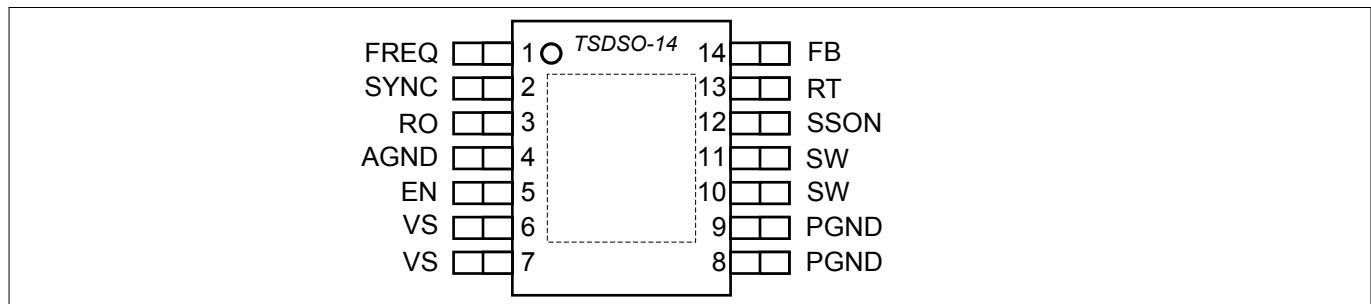 FREQ 1 TSDSO-14 14 FB
SYNC 2 13 RT
RO 3 12 SSON
AGND 4 11 SW
EN 5 10 SW
VS 6 9 PGND
VS 7 8 PGND